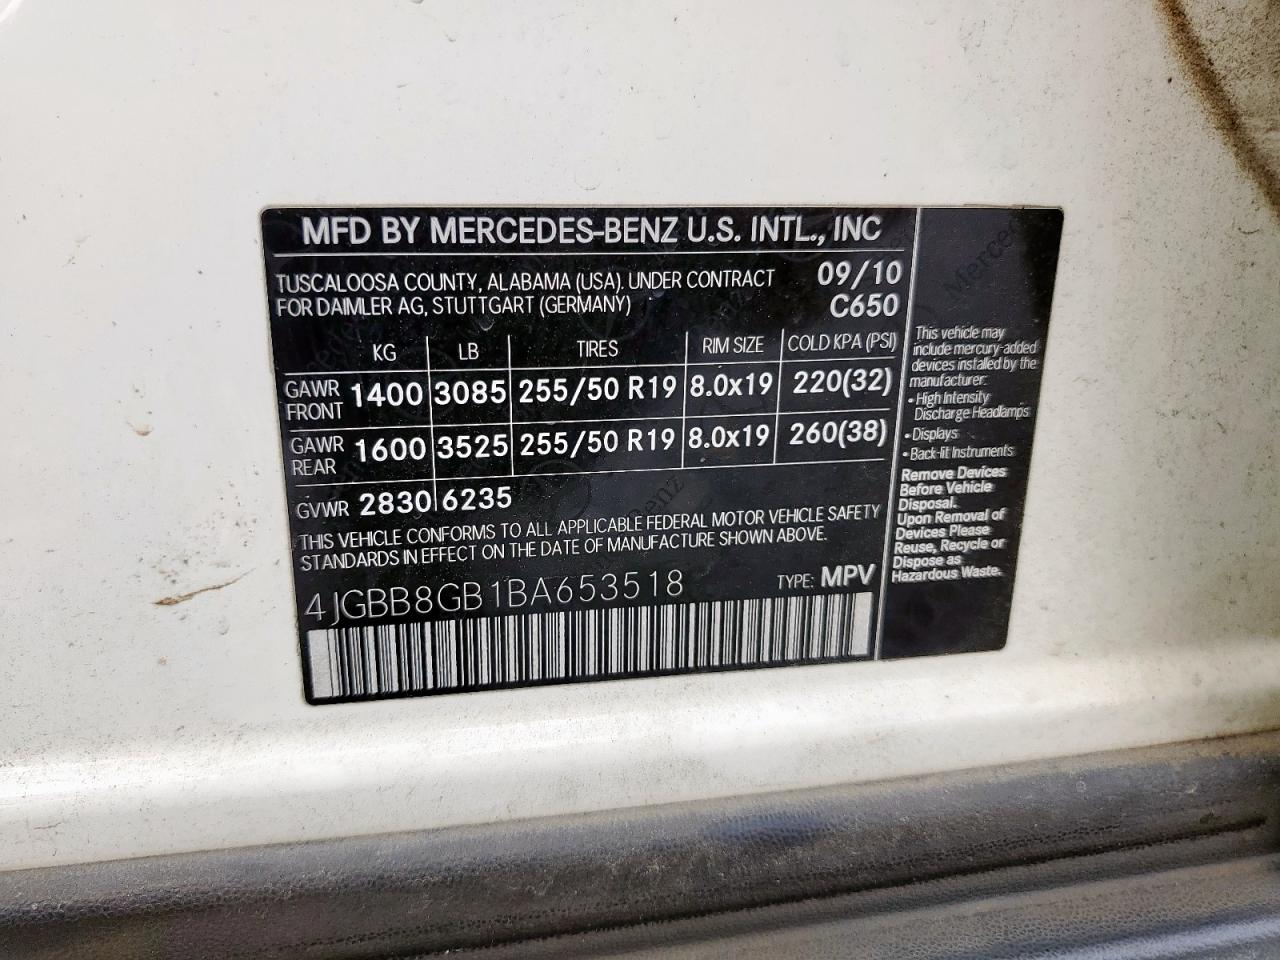 MFD BY MERCEDES-BENZ U.S. INTL., INC
TUSCALOOSA COUNTY, ALABAMA (USA). UNDER CONTRACT 09/10
FOR DAIMLER AG, STUTTGART (GERMANY) C650
KG LB TIRES RIM SIZE COLD KPA (PSI)
GAWR FRONT 1400 3085 255/50 R19 8.0x19 220(32)
GAWR REAR 1600 3525 255/50 R19 8.0x19 260(38)
GVWR 2830 6235
THIS VEHICLE CONFORMS TO ALL APPLICABLE FEDERAL MOTOR VEHICLE SAFETY
STANDARDS IN EFFECT ON THE DATE OF MANUFACTURE SHOWN ABOVE.
4JGBB8GB1BA653518 TYPE: MPV
This vehicle may
include mercury-added
devices installed by the
manufacturer:
• High Intensity
Discharge Headlamps
• Displays
• Back-lit Instruments
Remove Devices
Before Vehicle
Disposal.
Upon Removal of
Devices Please
Reuse, Recycle or
Dispose as
Hazardous Waste.